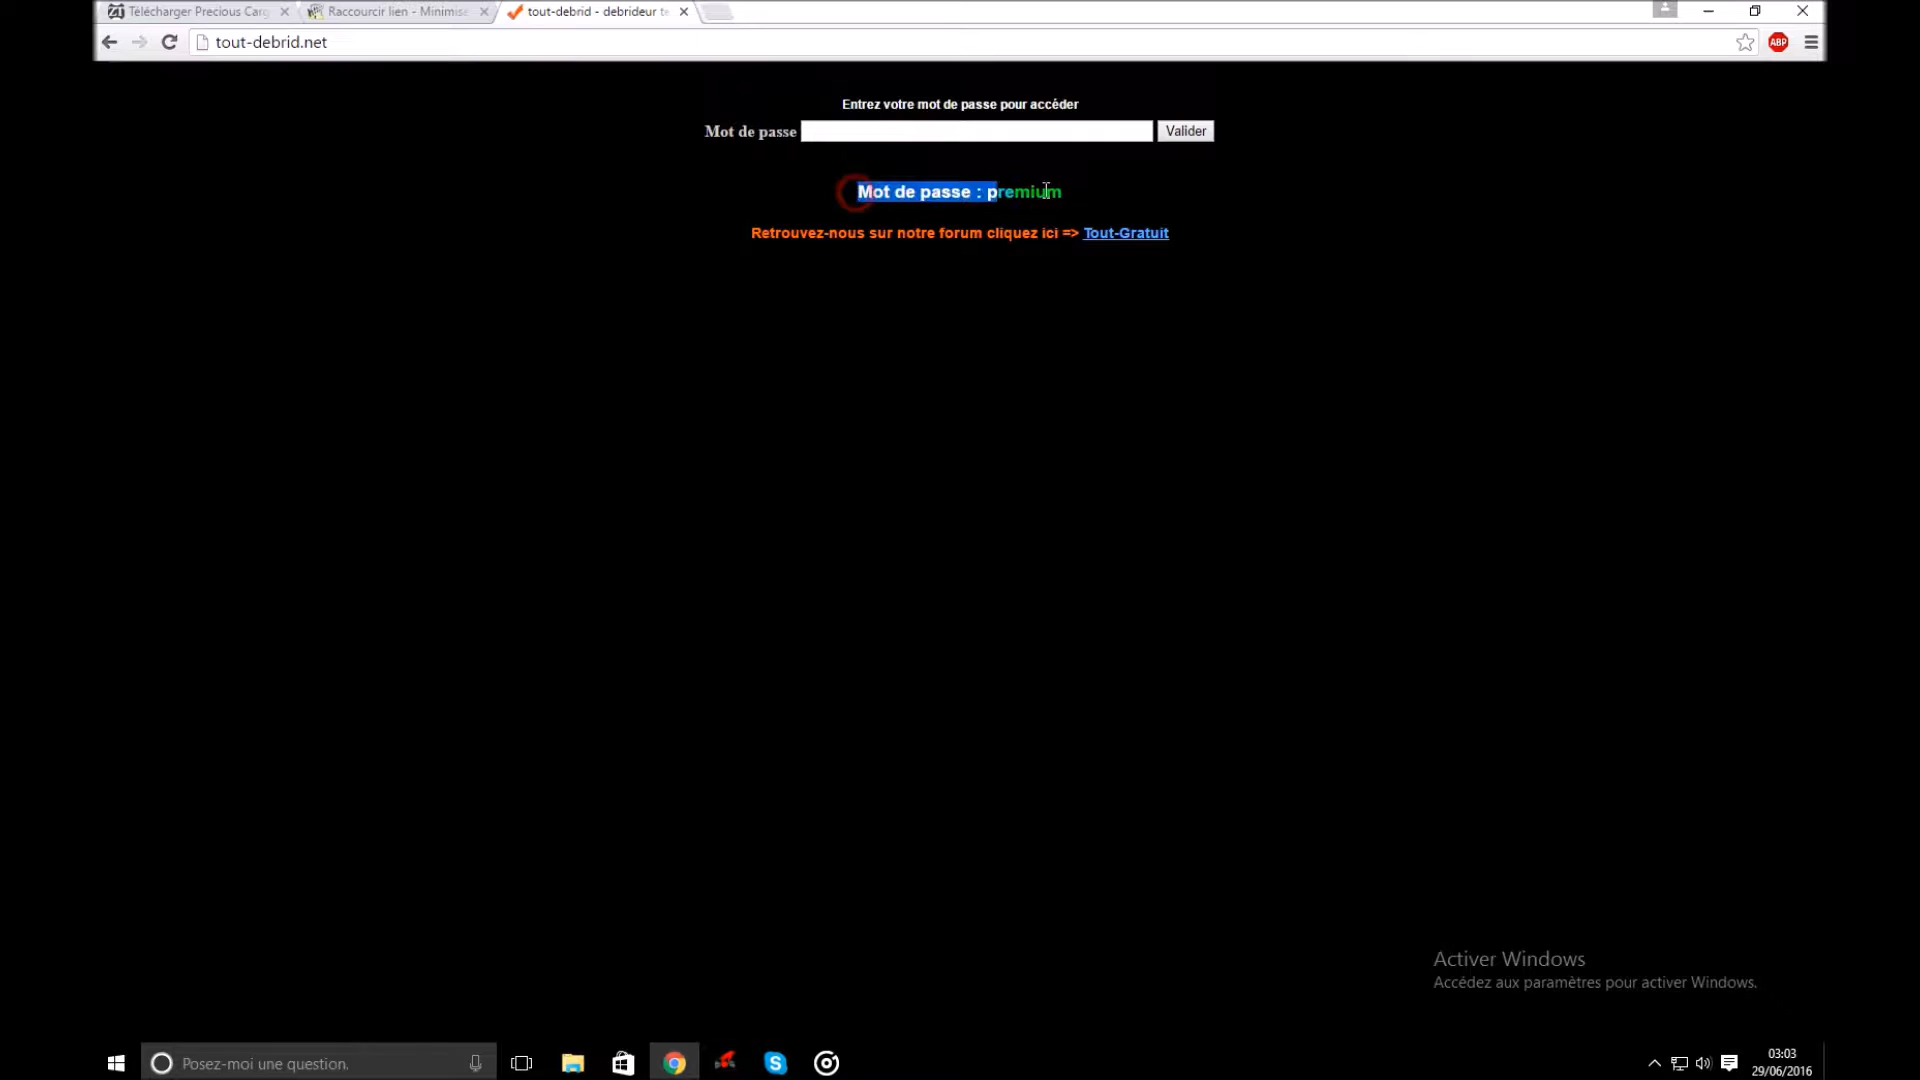 Télécharger Precious Carg
Raccourcir lien - Minimise
tout-debrid - debrideur te
tout-debrid.net
ABP
Entrez votre mot de passe pour accéder
Mot de passe
Valider
Mot de passe : premium
Retrouvez-nous sur notre forum cliquez ici => Tout-Gratuit
Activer Windows
Accédez aux paramètres pour activer Windows.
Posez-moi une question.
03:03
29/06/2016